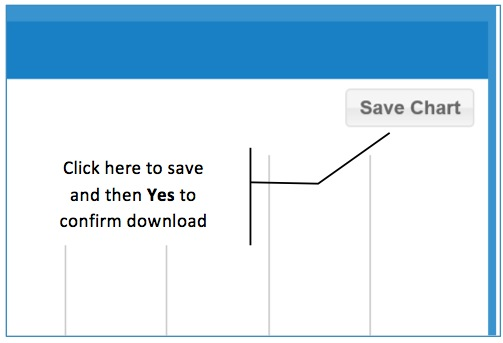 Save Chart
Click here to save
and then Yes to
confirm download